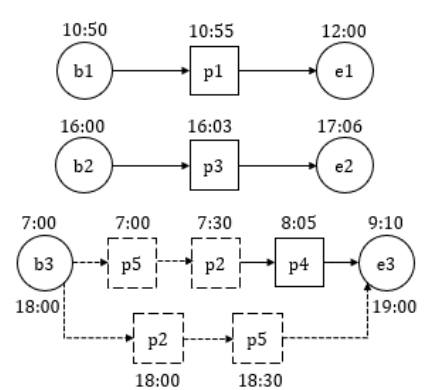 10:50 10:55 12:00
b1 p1 e1
16:00 16:03 17:06
b2 p3 e2
7:00 7:00 7:30 8:05 9:10
b3 p5 p2 p4 e3
18:00 19:00
p2 p5
18:00 18:30